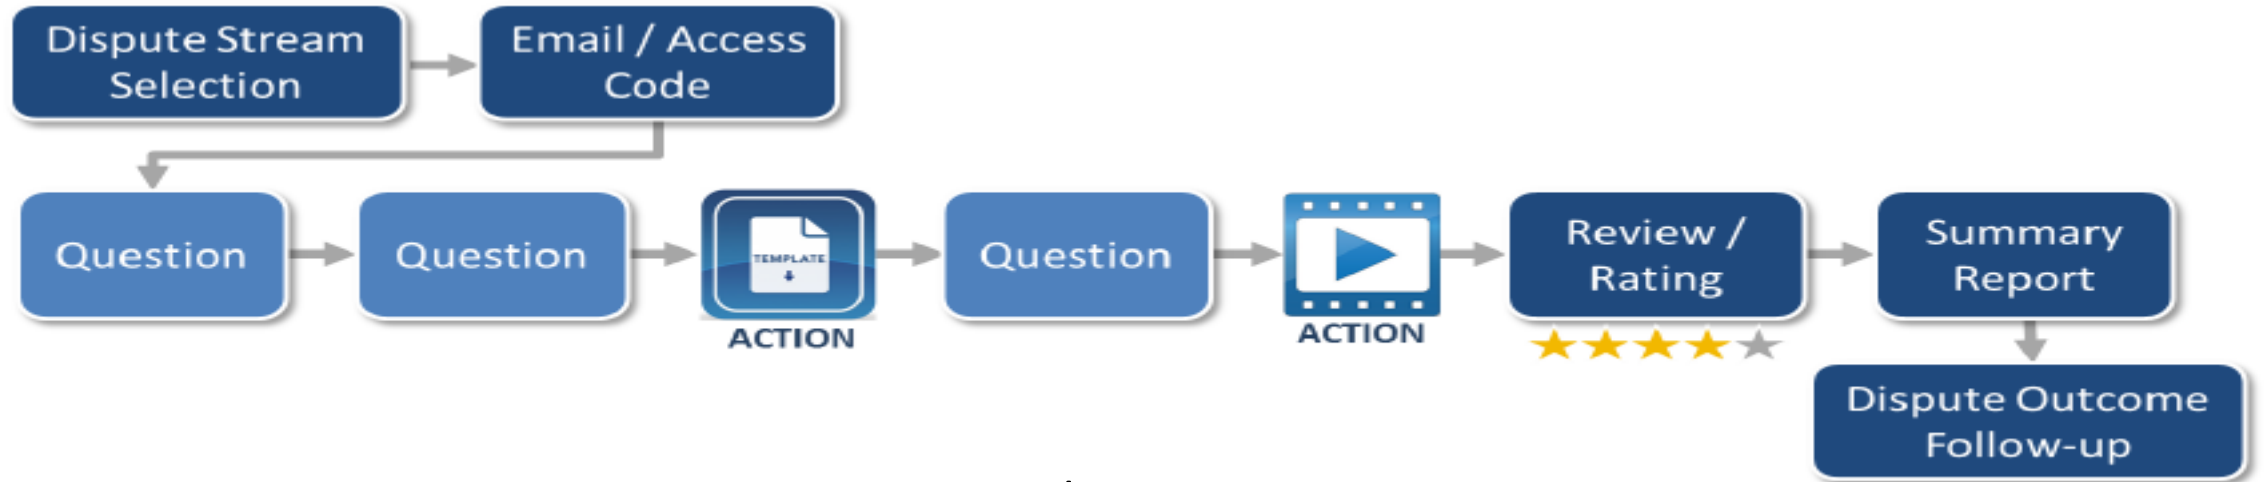 Dispute Stream
Selection
Email / Access
Code
Question
Question
TEMPLATE
ACTION
Question
ACTION
Review /
Rating
Summary
Report
Dispute Outcome
Follow-up